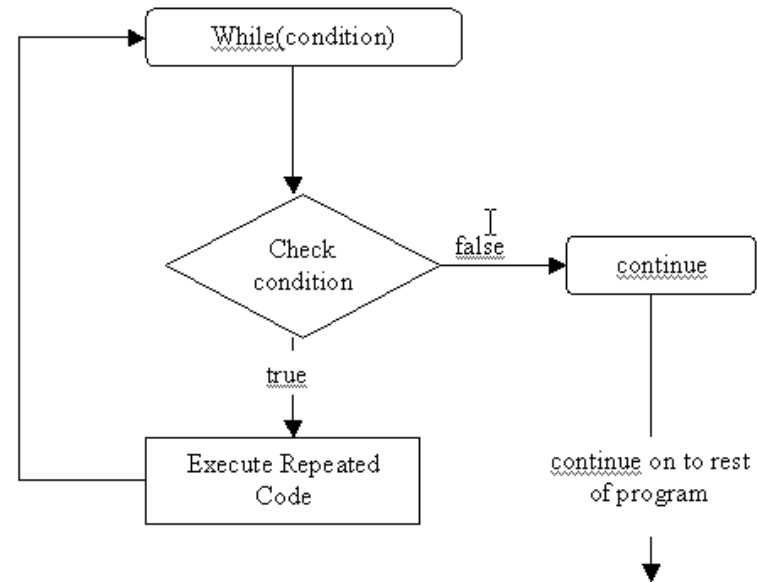 While(condition)
Check
condition
false
continue
true
Execute Repeated
Code
continue on to rest
of program